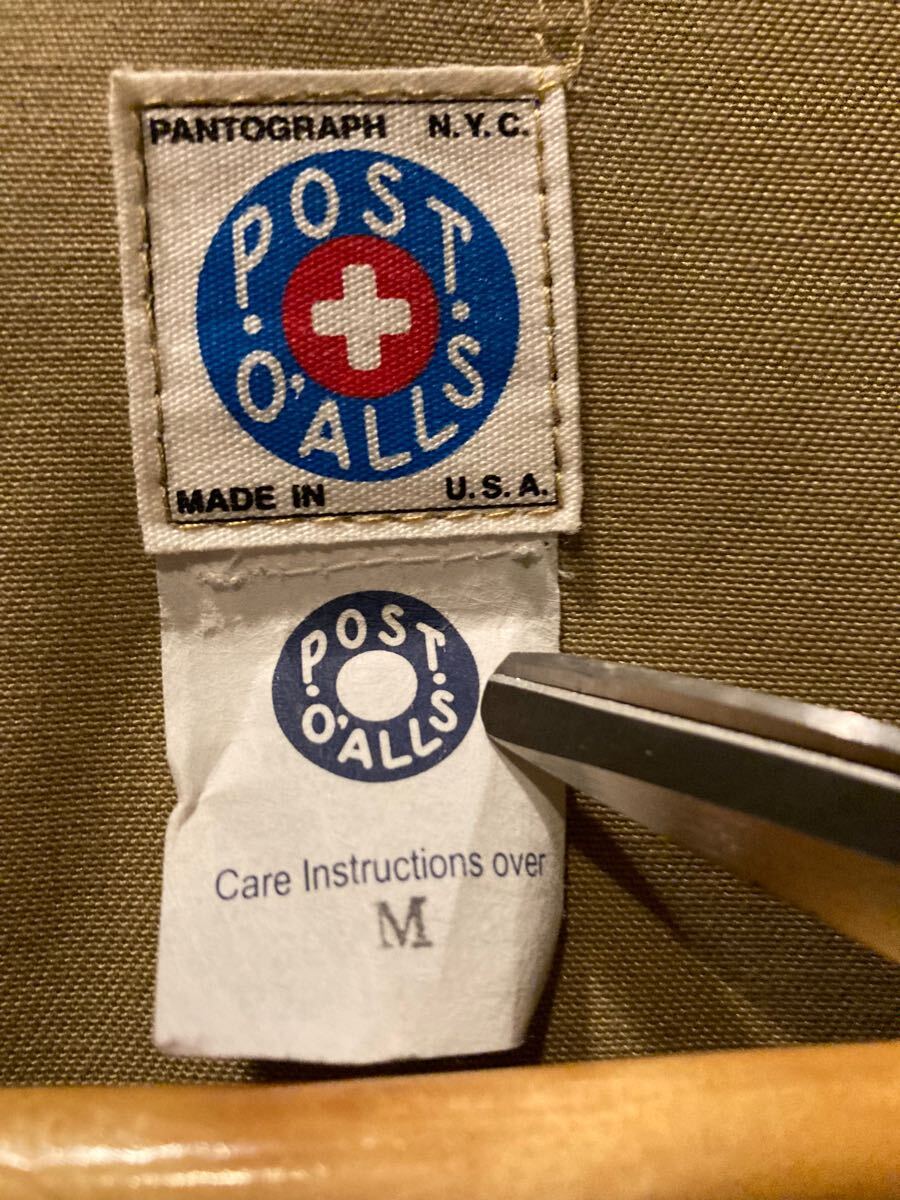 PANTOGRAPH N.Y.C.
POST
O'ALLS
MADE IN U.S.A.
POST
O'ALLS
Care Instructions over
M